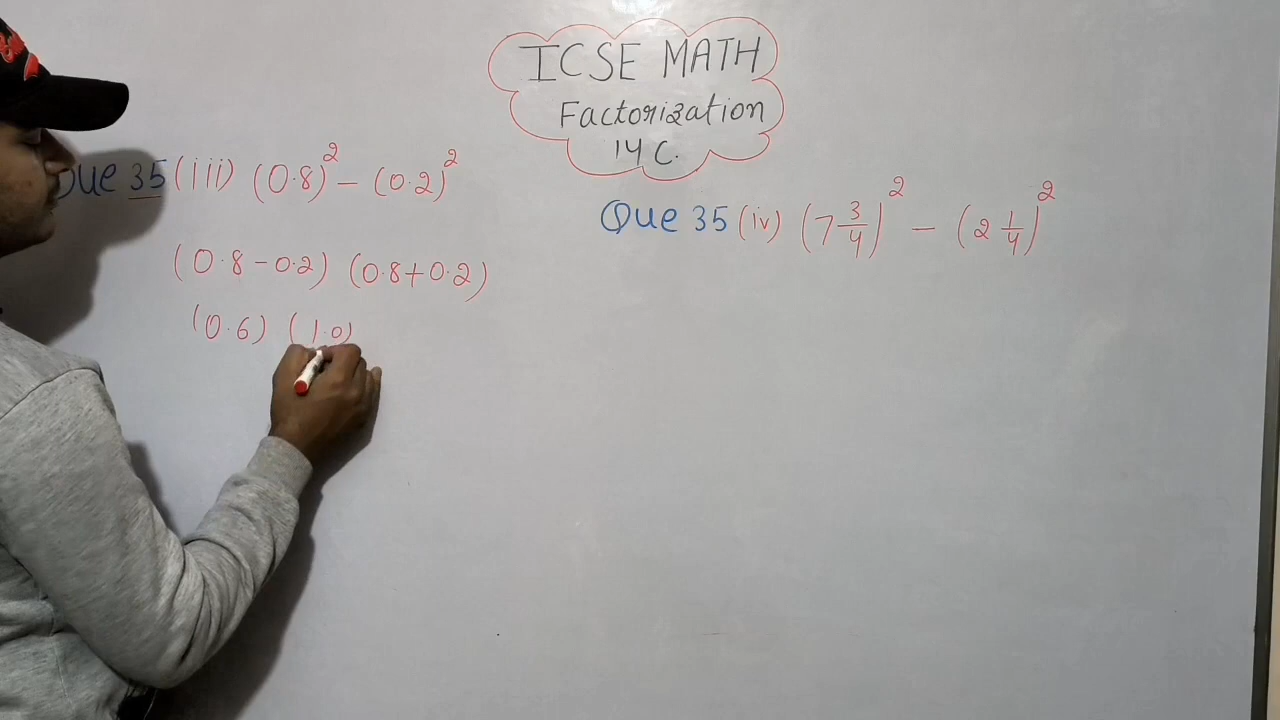 ICSE MATH
Factorization
14 C.
Que 35 (iii) (0.8)² – (0.2)²
(0.8 – 0.2) (0.8 + 0.2)
(0.6) (1.0)
Que 35 (iv) (7 3/4)² – (2 1/4)²